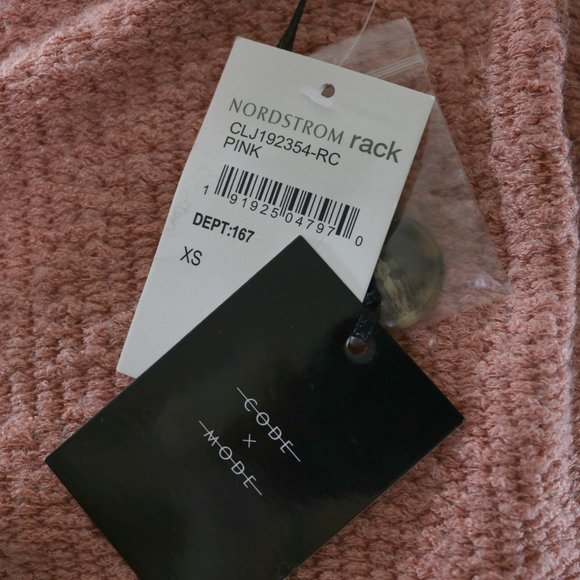 NORDSTROM rack
CLJ192354-RC
PINK
1 91925 04797 0
DEPT:167
XS
CODE
×
MODE